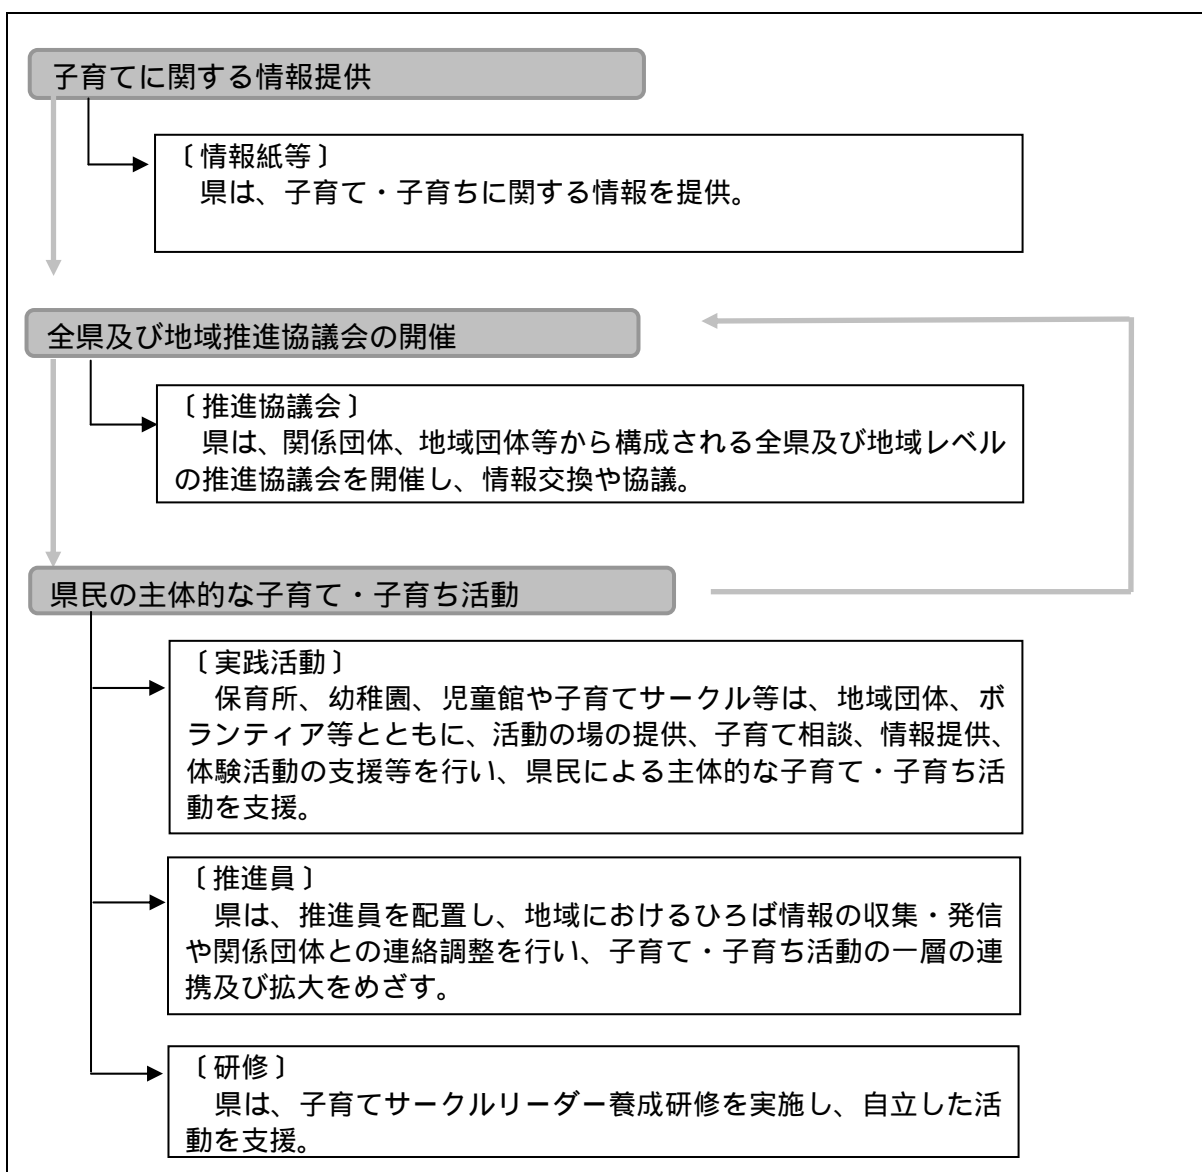 子育てに関する情報提供
〔情報紙等〕
県は、子育て・子育ちに関する情報を提供。
全県及び地域推進協議会の開催
〔推進協議会〕
県は、関係団体、地域団体等から構成される全県及び地域レベル
の推進協議会を開催し、情報交換や協議。
県民の主体的な子育て・子育ち活動
〔実践活動〕
保育所、幼稚園、児童館や子育てサークル等は、地域団体、ボ
ランティア等とともに、活動の場の提供、子育て相談、情報提供、
体験活動の支援等を行い、県民による主体的な子育て・子育ち活
動を支援。
〔推進員〕
県は、推進員を配置し、地域におけるひろば情報の収集・発信
や関係団体との連絡調整を行い、子育て・子育ち活動の一層の連
携及び拡大をめざす。
〔研修〕
県は、子育てサークルリーダー養成研修を実施し、自立した活
動を支援。